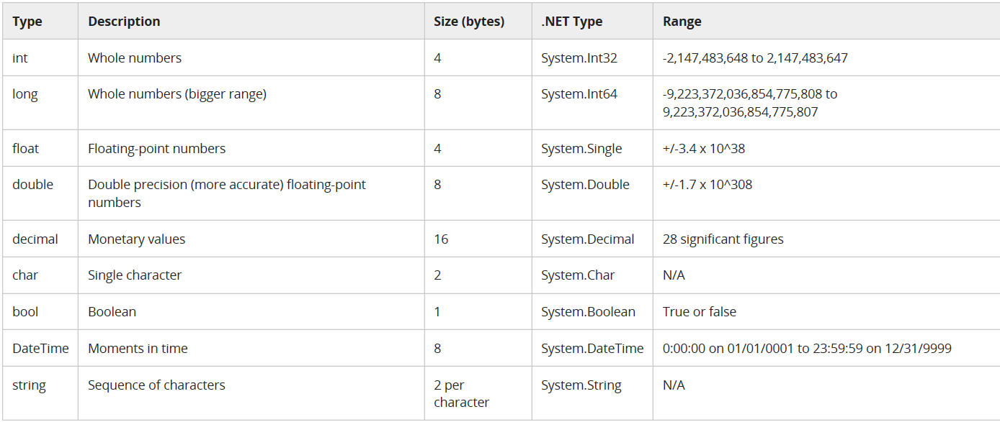 Type Description Size (bytes) .NET Type Range
int Whole numbers 4 System.Int32 -2,147,483,648 to 2,147,483,647
long Whole numbers (bigger range) 8 System.Int64 -9,223,372,036,854,775,808 to
9,223,372,036,854,775,807
float Floating-point numbers 4 System.Single +/-3.4 x 10^38
double Double precision (more accurate) floating-point 8 System.Double +/-1.7 x 10^308
numbers
decimal Monetary values 16 System.Decimal 28 significant figures
char Single character 2 System.Char N/A
bool Boolean 1 System.Boolean True or false
DateTime Moments in time 8 System.DateTime 0:00:00 on 01/01/0001 to 23:59:59 on 12/31/9999
string Sequence of characters 2 per System.String N/A
character